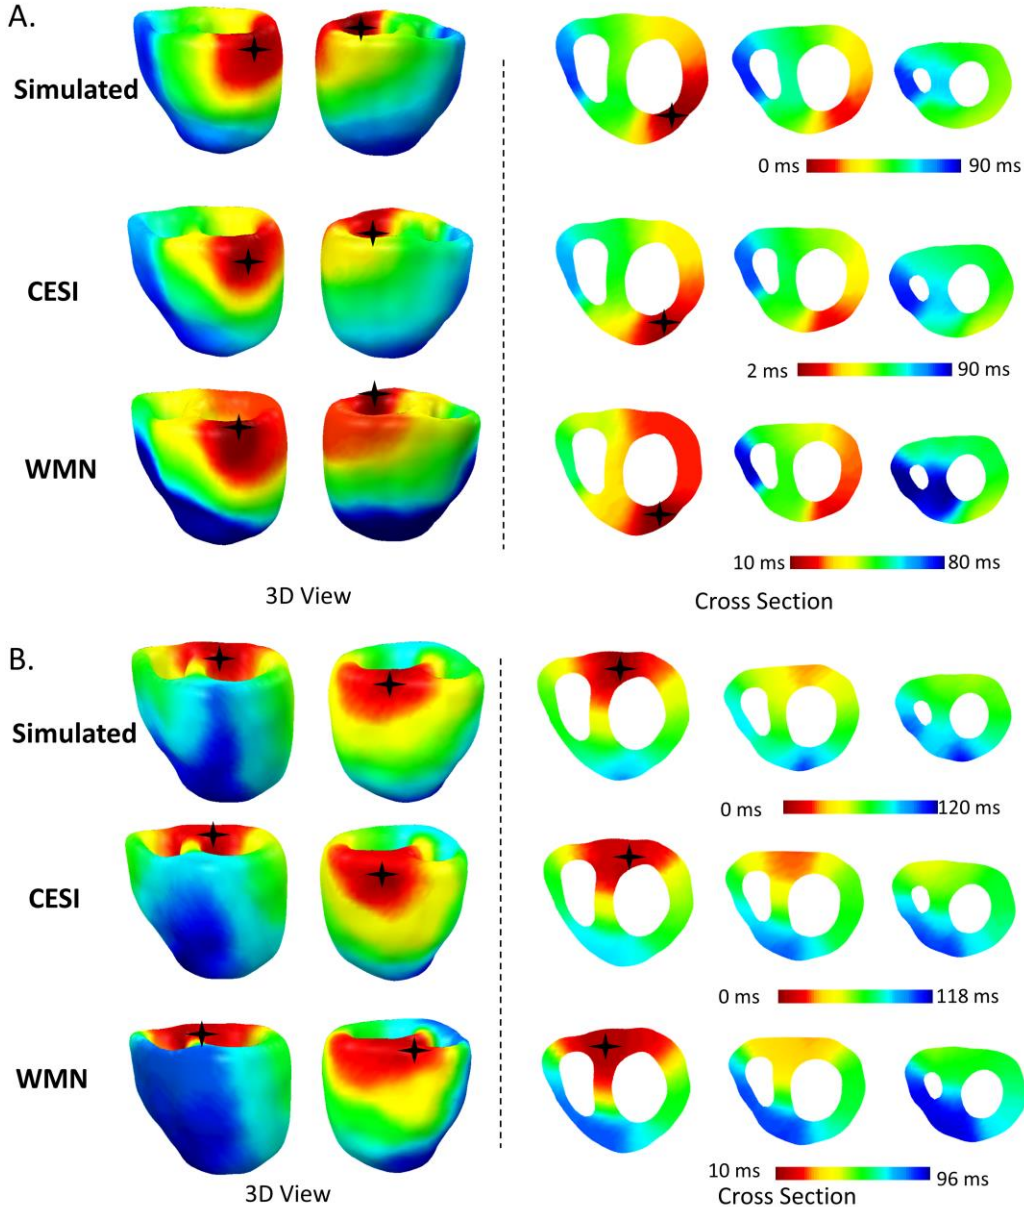 A.
Simulated
0 ms 90 ms
CESI
2 ms 90 ms
WMN
10 ms 80 ms
3D View Cross Section
B.
Simulated
0 ms 120 ms
CESI
0 ms 118 ms
WMN
10 ms 96 ms
3D View Cross Section